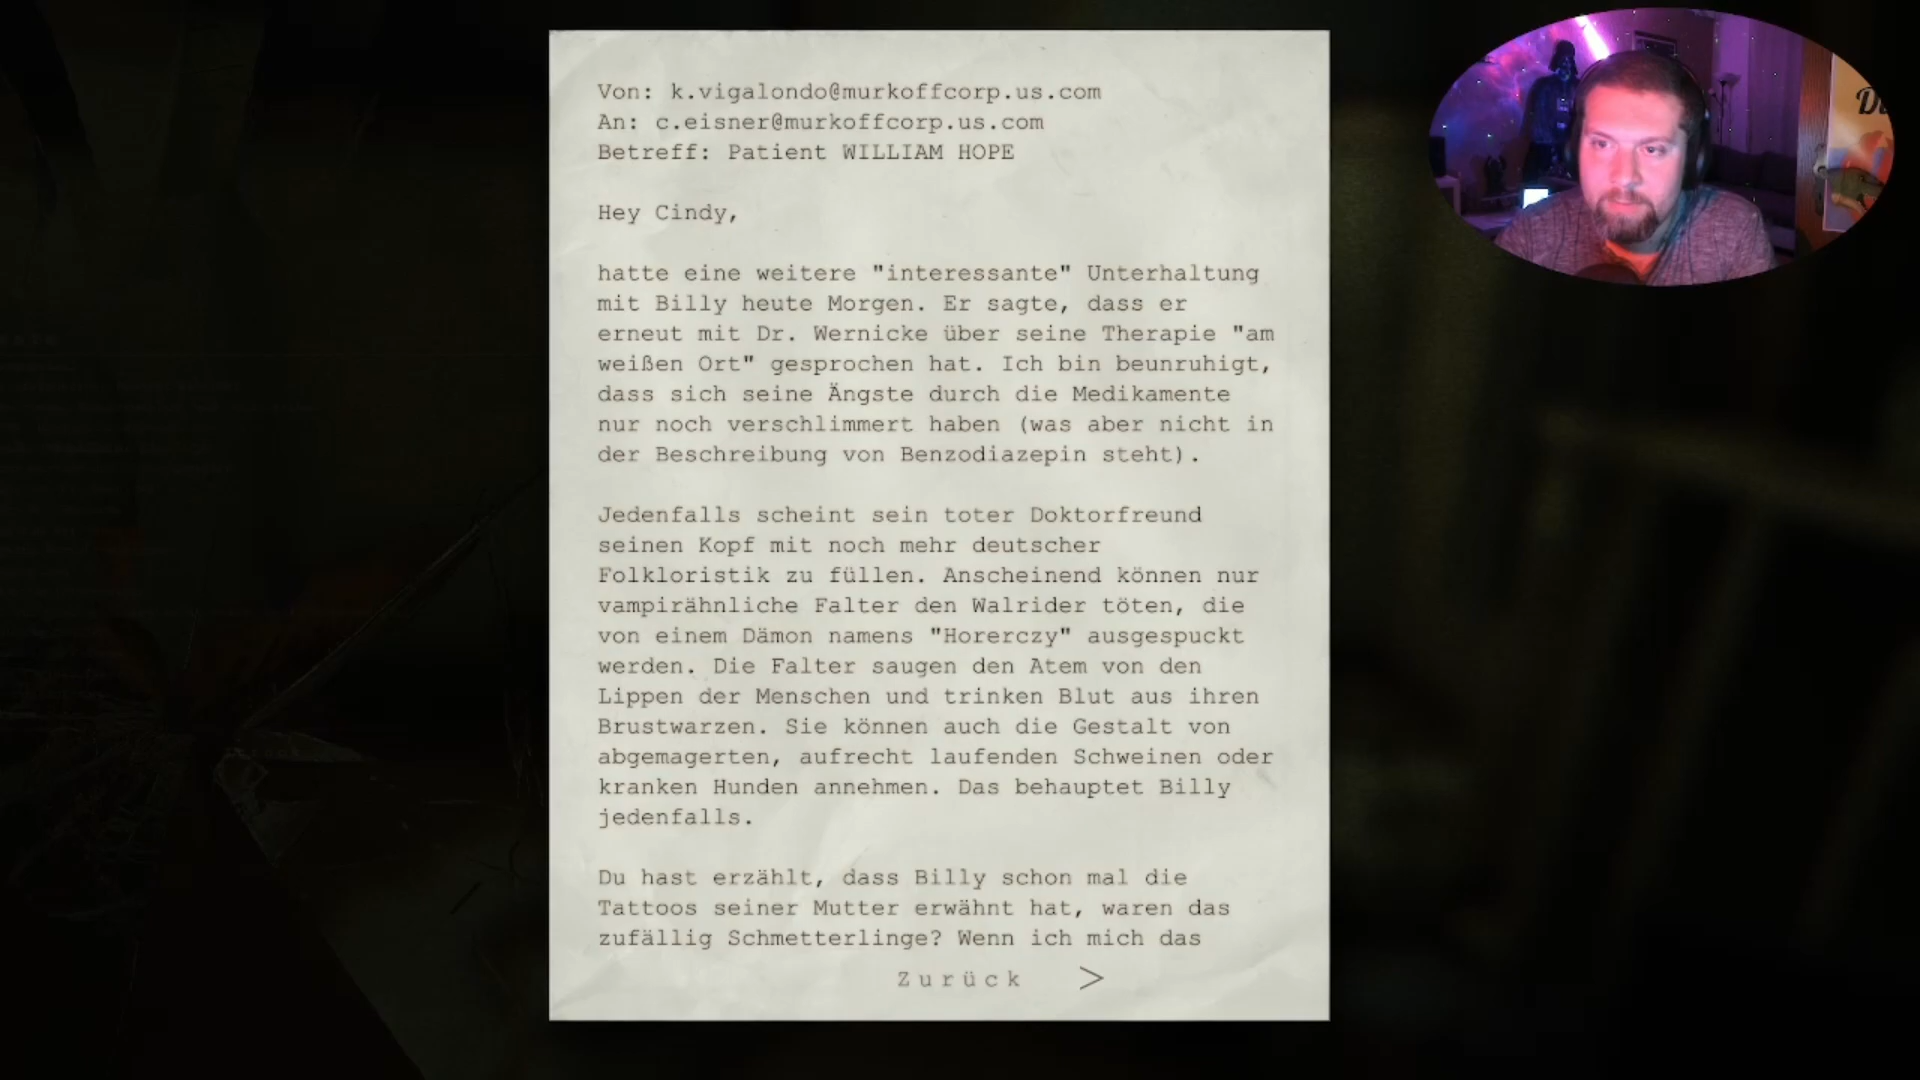 Von: k.vigalondo@murkoffcorp.us.com
An: c.eisner@murkoffcorp.us.com
Betreff: Patient WILLIAM HOPE
Hey Cindy,
hatte eine weitere "interessante" Unterhaltung
mit Billy heute Morgen. Er sagte, dass er
erneut mit Dr. Wernicke über seine Therapie "am
weißen Ort" gesprochen hat. Ich bin beunruhigt,
dass sich seine Ängste durch die Medikamente
nur noch verschlimmert haben (was aber nicht in
der Beschreibung von Benzodiazepin steht).
Jedenfalls scheint sein toter Doktorfreund
seinen Kopf mit noch mehr deutscher
Folkloristik zu füllen. Anscheinend können nur
vampirähnliche Falter den Walrider töten, die
von einem Dämon namens "Horerczy" ausgespuckt
werden. Die Falter saugen den Atem von den
Lippen der Menschen und trinken Blut aus ihren
Brustwarzen. Sie können auch die Gestalt von
abgemagerten, aufrecht laufenden Schweinen oder
kranken Hunden annehmen. Das behauptet Billy
jedenfalls.
Du hast erzählt, dass Billy schon mal die
Tattoos seiner Mutter erwähnt hat, waren das
zufällig Schmetterlinge? Wenn ich mich das
Zurück >